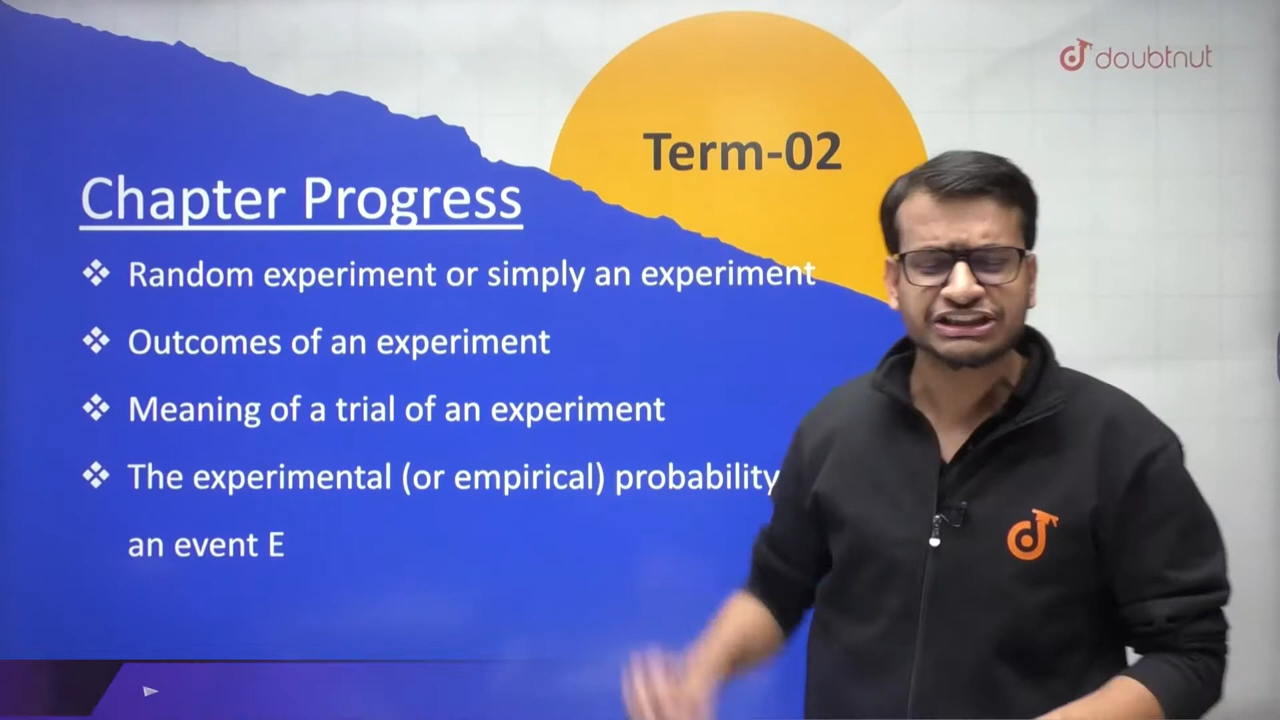 doubtnut
Term-02
Chapter Progress
Random experiment or simply an experiment
Outcomes of an experiment
Meaning of a trial of an experiment
The experimental (or empirical) probability
an event E